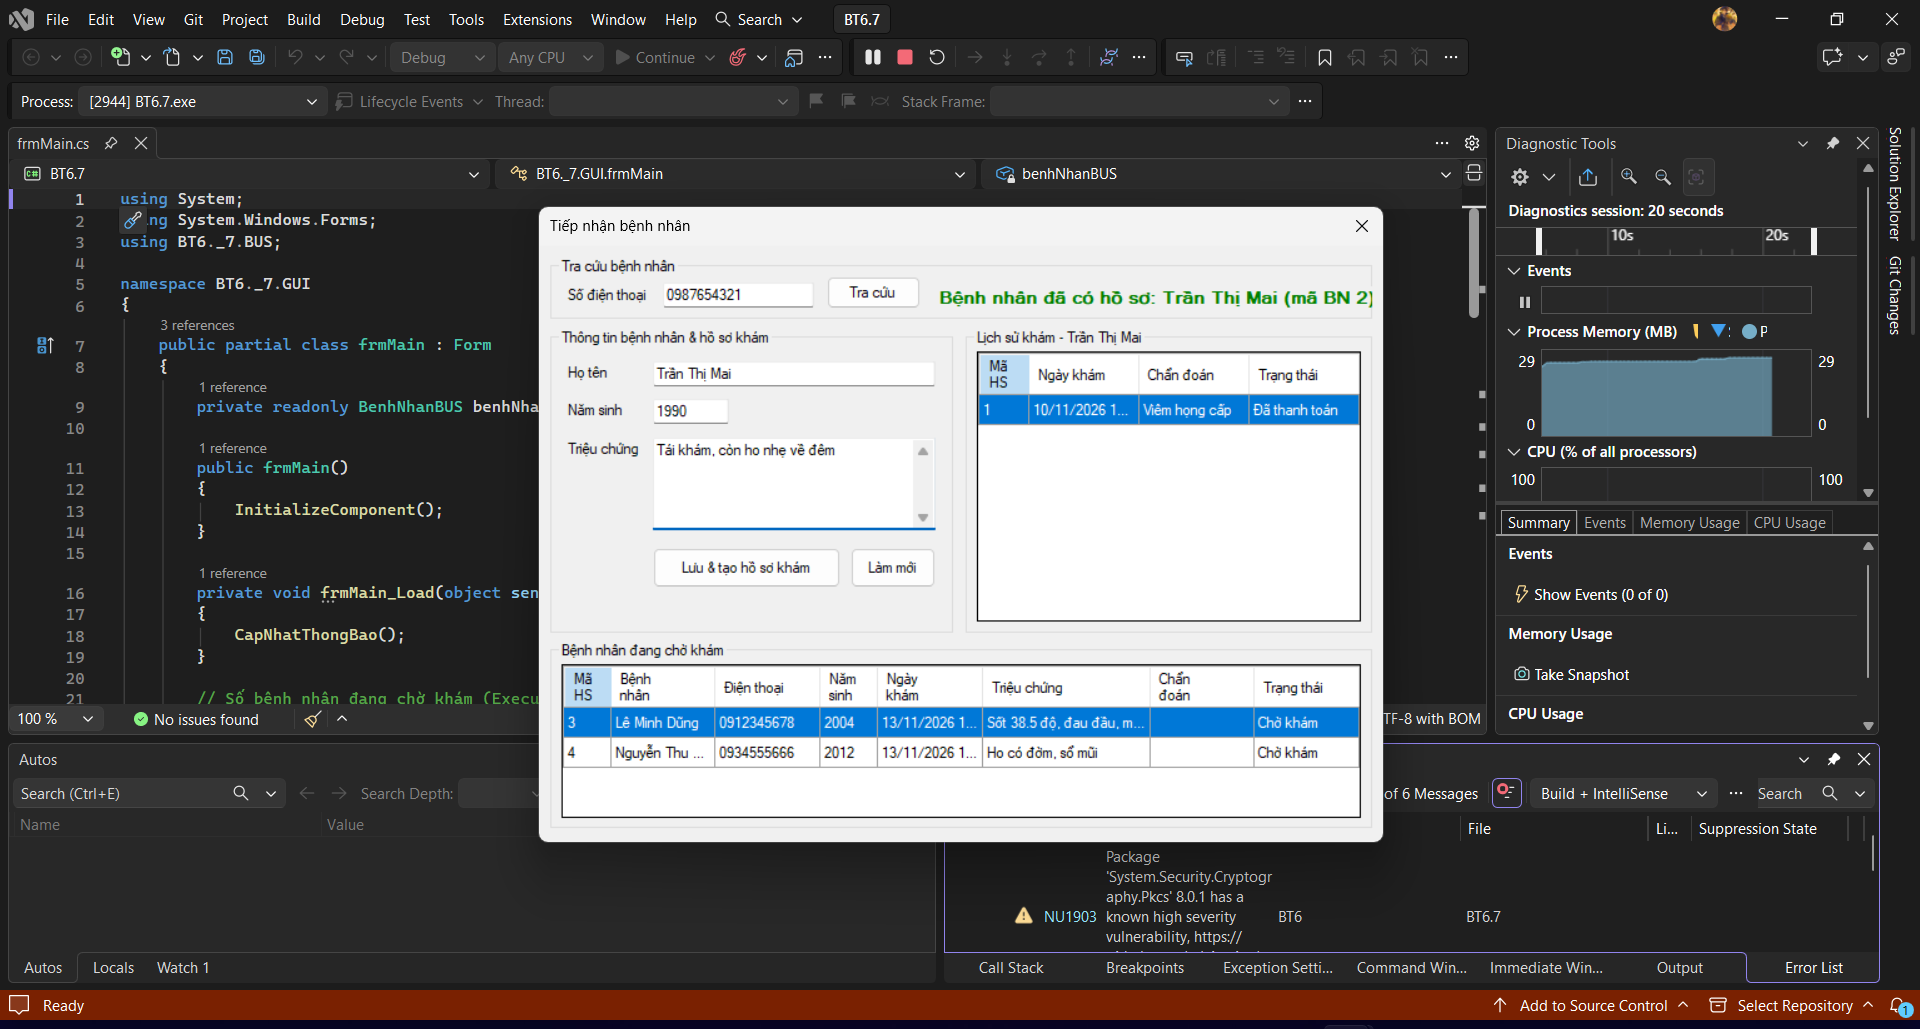 File Edit View Git Project Build Debug Test Tools Extensions Window Help Search BT6.7
Debug Any CPU Continue
Process: [2944] BT6.7.exe Lifecycle Events Thread: Stack Frame:
frmMain.cs
BT6.7 BT6._7.GUI.frmMain benhNhanBUS
1 using System;
2 ng System.Windows.Forms;
3 using BT6._7.BUS;
4
5 namespace BT6._7.GUI
6 {
3 references
7 public partial class frmMain : Form
8 {
1 reference
9 private readonly BenhNhanBUS benhNha
10
1 reference
11 public frmMain()
12 {
13 InitializeComponent();
14 }
15
1 reference
16 private void frmMain_Load(object sen
17 {
18 CapNhatThongBao();
19 }
20
21 // Số bệnh nhân đang chờ khám (Execu
100 % No issues found
TF-8 with BOM
Tiếp nhận bệnh nhân
Tra cứu bệnh nhân
Số điện thoại 0987654321 Tra cứu Bệnh nhân đã có hồ sơ: Trần Thị Mai (mã BN 2)
Thông tin bệnh nhân & hồ sơ khám
Họ tên Trần Thị Mai
Năm sinh 1990
Triệu chứng Tái khám, còn ho nhẹ về đêm
Lưu & tạo hồ sơ khám Làm mới
Lịch sử khám - Trần Thị Mai
Mã HS Ngày khám Chẩn đoán Trạng thái
1 10/11/2026 1... Viêm họng cấp Đã thanh toán
Bệnh nhân đang chờ khám
Mã HS Bệnh nhân Điện thoại Năm sinh Ngày khám Triệu chứng Chẩn đoán Trạng thái
3 Lê Minh Dũng 0912345678 2004 13/11/2026 1... Sốt 38.5 độ, đau đầu, m... Chờ khám
4 Nguyễn Thu ... 0934555666 2012 13/11/2026 1... Ho có đờm, sổ mũi Chờ khám
Diagnostic Tools
Diagnostics session: 20 seconds
10s 20s
Events
Process Memory (MB) P
29 29
0 0
CPU (% of all processors)
100 100
Summary Events Memory Usage CPU Usage
Events
Show Events (0 of 0)
Memory Usage
Take Snapshot
CPU Usage
Solution Explorer
Git Changes
Autos
Search (Ctrl+E) Search Depth:
Name Value
Autos Locals Watch 1
of 6 Messages Build + IntelliSense Search
File Li... Suppression State
Package
'System.Security.Cryptogr
aphy.Pkcs' 8.0.1 has a
NU1903 known high severity BT6 BT6.7
vulnerability, https://
Call Stack Breakpoints Exception Setti... Command Win... Immediate Win... Output Error List
Ready Add to Source Control Select Repository 1